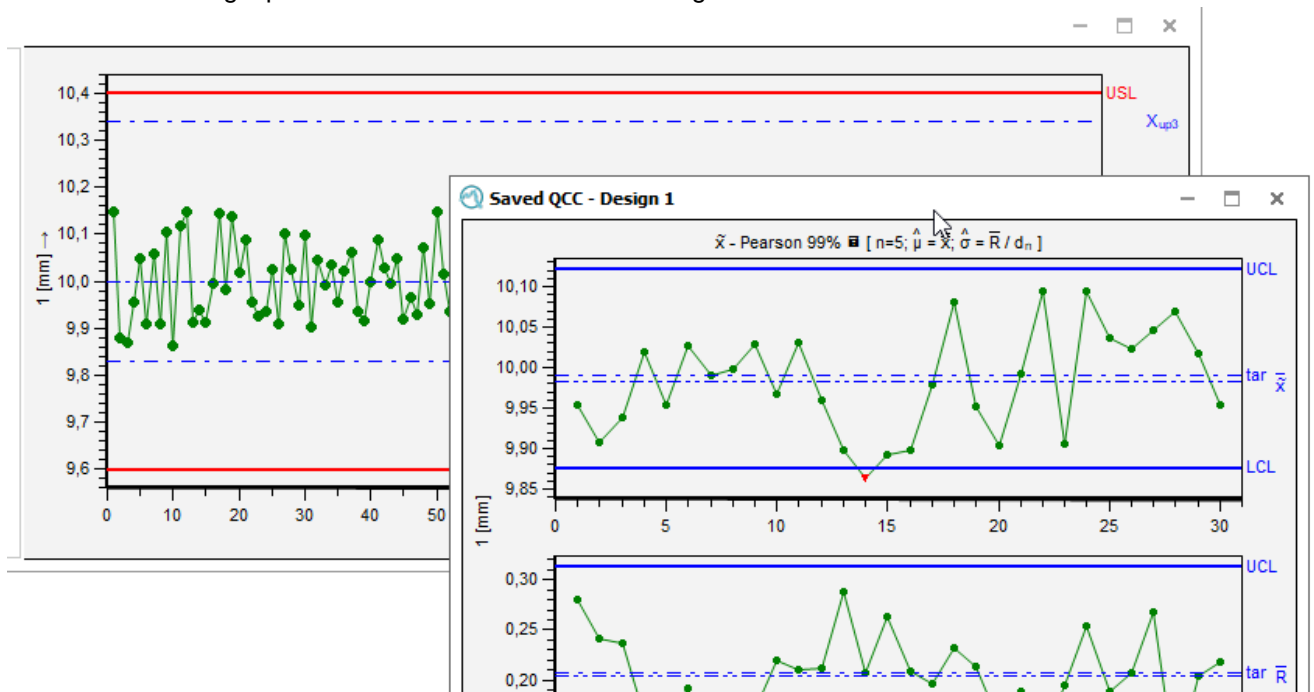 10,4
10,3
10,2
10,1
10,0
9,9
9,8
9,7
9,6
1 [mm] →
USL
Xup3
0 10 20 30 40 50
Saved QCC - Design 1
x̃ - Pearson 99% [ n=5; μ̂ = x̃̄; σ̂ = R̄ / dₙ ]
10,10
10,05
10,00
9,95
9,90
9,85
UCL
tar x̃̄
LCL
0 5 10 15 20 25 30
1 [mm]
0,30
0,25
0,20
UCL
tar R̄